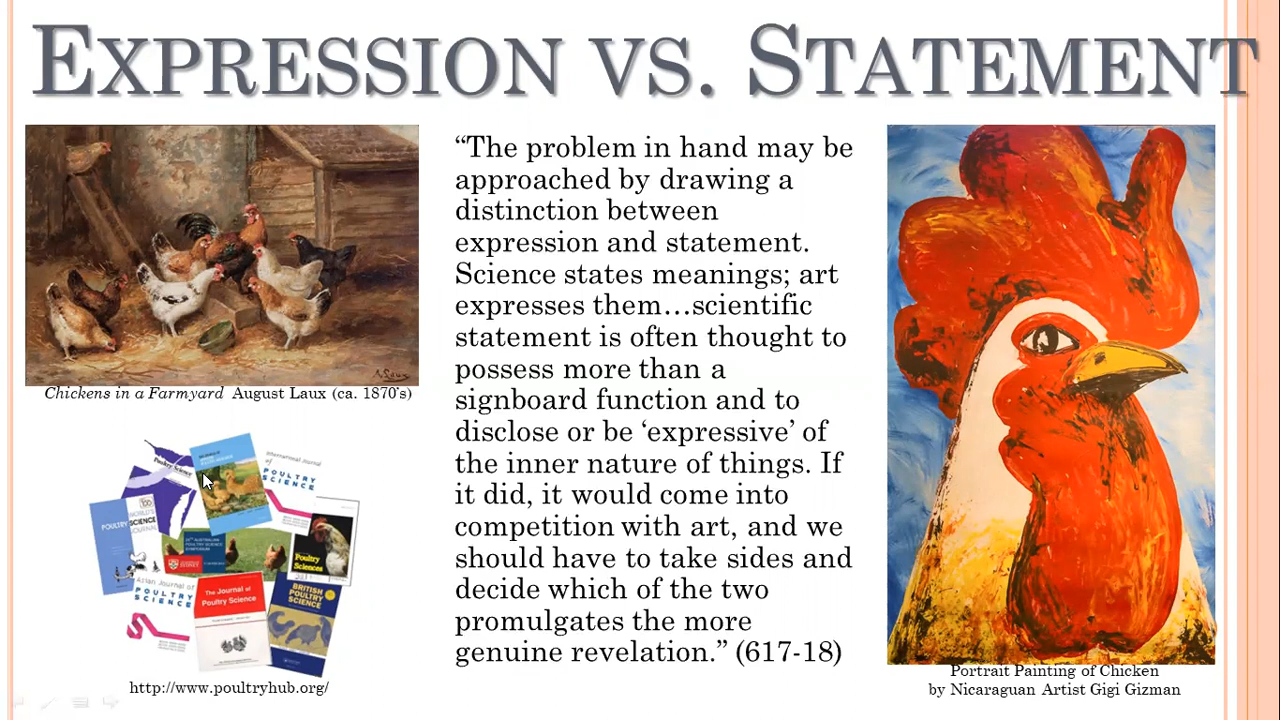 EXPRESSION VS. STATEMENT
A Laux
Chickens in a Farmyard August Laux (ca. 1870's)
“The problem in hand may be
approached by drawing a
distinction between
expression and statement.
Science states meanings; art
expresses them…scientific
statement is often thought to
possess more than a
signboard function and to
disclose or be ‘expressive’ of
the inner nature of things. If
it did, it would come into
competition with art, and we
should have to take sides and
decide which of the two
promulgates the more
genuine revelation.” (617-18)
Poultry Science
International Journal
of
POULTRY
SCIENCE
POULTRY
WORLD'S
SCIENCE
JOURNAL
Poultry
Sciences
Asian Journal of
POULTRY
SCIENCE
The Journal of
Poultry Science
BRITISH
POULTRY
SCIENCE
http://www.poultryhub.org/
Portrait Painting of Chicken
by Nicaraguan Artist Gigi Gizman